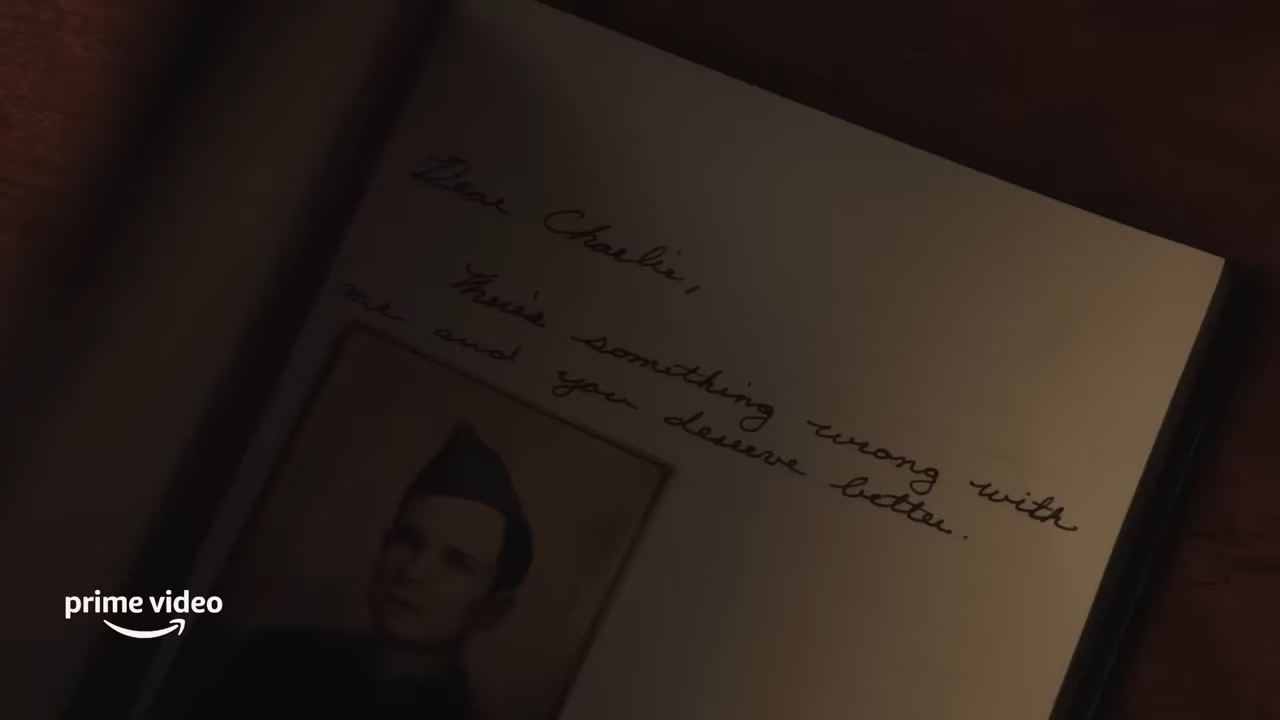 Dear Charlie,
There's something wrong with
me and you deserve better.
prime video